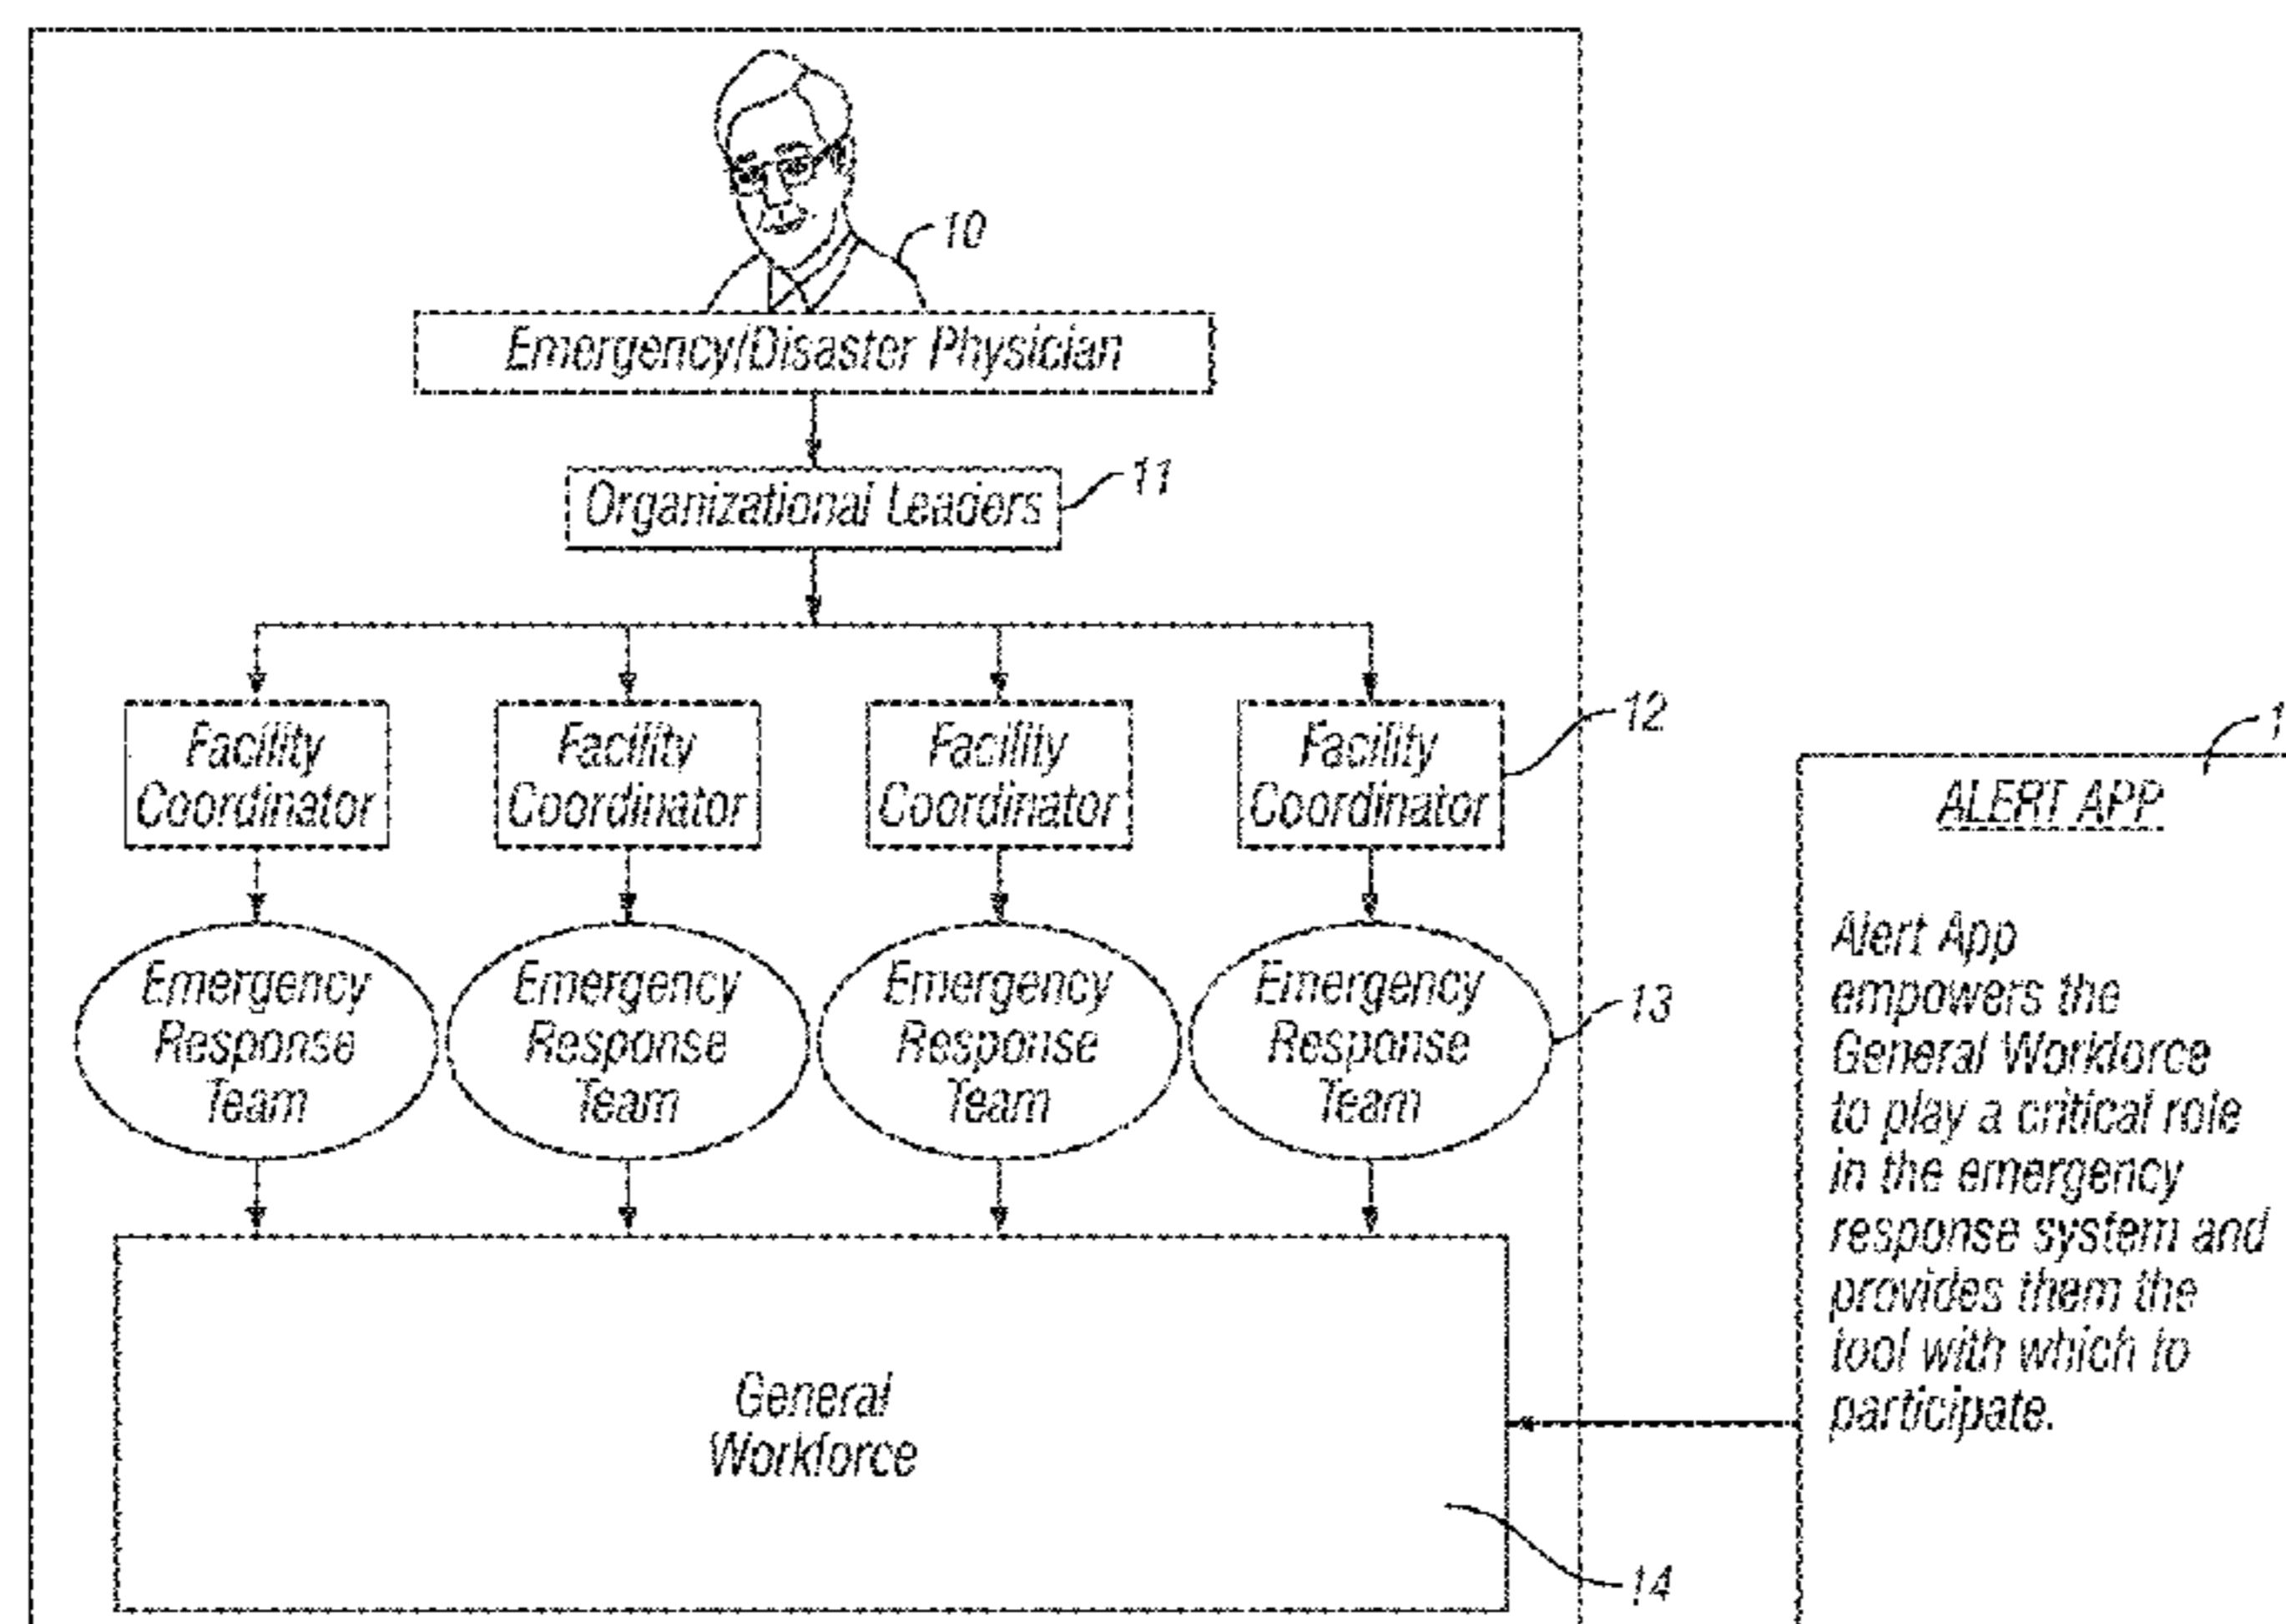 10
Emergency/Disaster Physician
Organizational Leaders
11
Facility
Coordinator
Facility
Coordinator
Facility
Coordinator
Facility
Coordinator
12
Emergency
Response
Team
Emergency
Response
Team
Emergency
Response
Team
Emergency
Response
Team
13
General
Workforce
14
1
ALERT APP
Alert App
empowers the
General Workforce
to play a critical role
in the emergency
response system and
provides them the
tool with which to
participate.